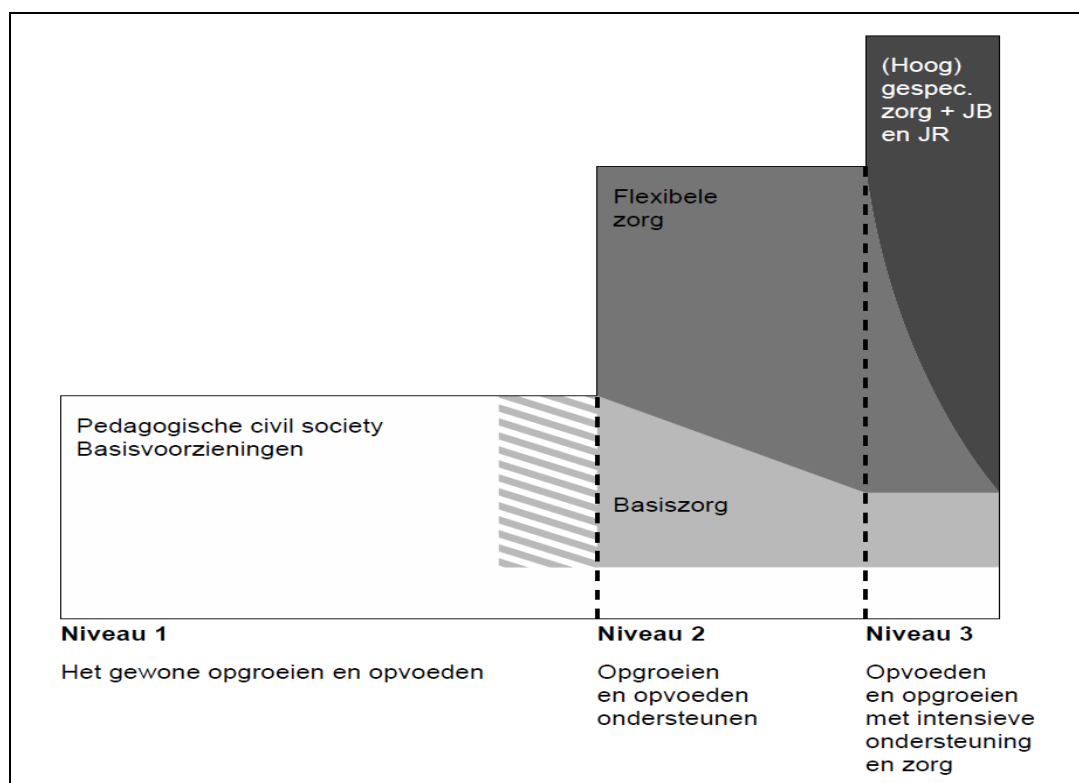 (Hoog)
gespec.
zorg + JB
en JR
Flexibele
zorg
Pedagogische civil society
Basisvoorzieningen
Basiszorg
Niveau 1
Het gewone opgroeien en opvoeden
Niveau 2
Opgroeien
en opvoeden
ondersteunen
Niveau 3
Opvoeden
en opgroeien
met intensieve
ondersteuning
en zorg